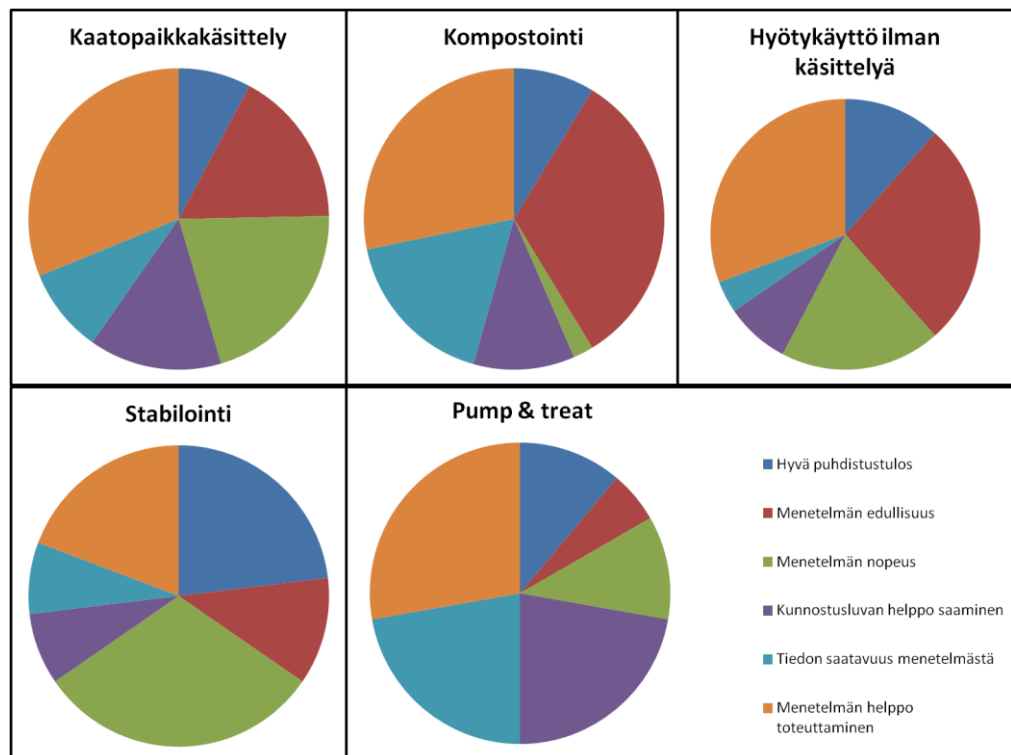 Kaatopaikkakäsittely
Kompostointi
Hyötykäyttö ilman
käsittelyä
Stabilointi
Pump & treat
Hyvä puhdistustulos
Menetelmän edullisuus
Menetelmän nopeus
Kunnostusluvan helppo saaminen
Tiedon saatavuus menetelmästä
Menetelmän helppo
toteuttaminen